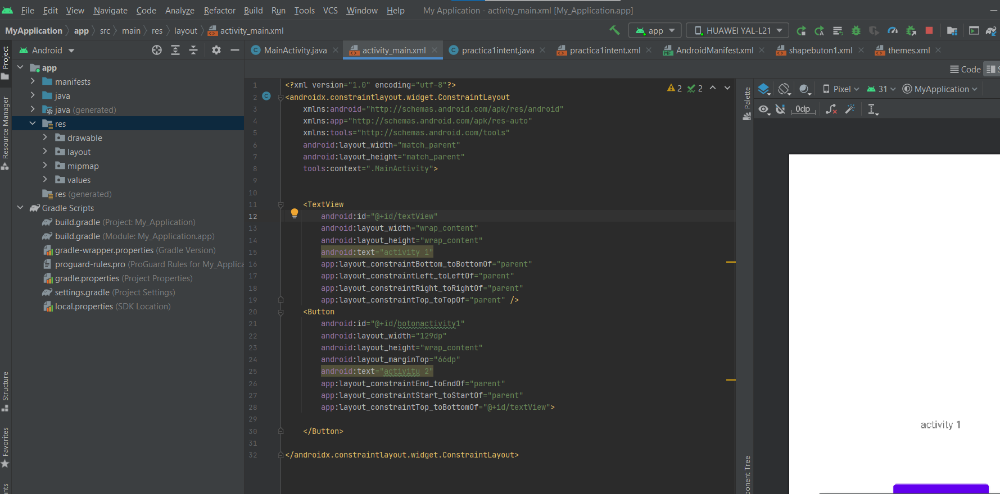 File Edit View Navigate Code Analyze Refactor Build Run Tools VCS Window Help My Application - activity_main.xml [My_Application.app]
MyApplication app src main res layout activity_main.xml app HUAWEI YAL-L21
Project
Resource Manager
Structure
Favorites
Android
app
manifests
java
java (generated)
res
drawable
layout
mipmap
values
res (generated)
Gradle Scripts
build.gradle (Project: My_Application)
build.gradle (Module: My_Application.app)
gradle-wrapper.properties (Gradle Version)
proguard-rules.pro (ProGuard Rules for My_Applica
gradle.properties (Project Properties)
settings.gradle (Project Settings)
local.properties (SDK Location)
MainActivity.java activity_main.xml practica1intent.java practica1intent.xml AndroidManifest.xml shapebuton1.xml themes.xml
Code
2 2
1 <?xml version="1.0" encoding="utf-8"?>
2 <androidx.constraintlayout.widget.ConstraintLayout
3 xmlns:android="http://schemas.android.com/apk/res/android"
4 xmlns:app="http://schemas.android.com/apk/res-auto"
5 xmlns:tools="http://schemas.android.com/tools"
6 android:layout_width="match_parent"
7 android:layout_height="match_parent"
8 tools:context=".MainActivity">
9
10
11 <TextView
12 android:id="@+id/textView"
13 android:layout_width="wrap_content"
14 android:layout_height="wrap_content"
15 android:text="activity 1"
16 app:layout_constraintBottom_toBottomOf="parent"
17 app:layout_constraintLeft_toLeftOf="parent"
18 app:layout_constraintRight_toRightOf="parent"
19 app:layout_constraintTop_toTopOf="parent" />
20 <Button
21 android:id="@+id/botonactivity1"
22 android:layout_width="129dp"
23 android:layout_height="wrap_content"
24 android:layout_marginTop="66dp"
25 android:text="activitu 2"
26 app:layout_constraintEnd_toEndOf="parent"
27 app:layout_constraintStart_toStartOf="parent"
28 app:layout_constraintTop_toBottomOf="@+id/textView">
29
30 </Button>
31
32 </androidx.constraintlayout.widget.ConstraintLayout>
Palette
Pixel 31 MyApplication
0dp
activity 1
ponent Tree